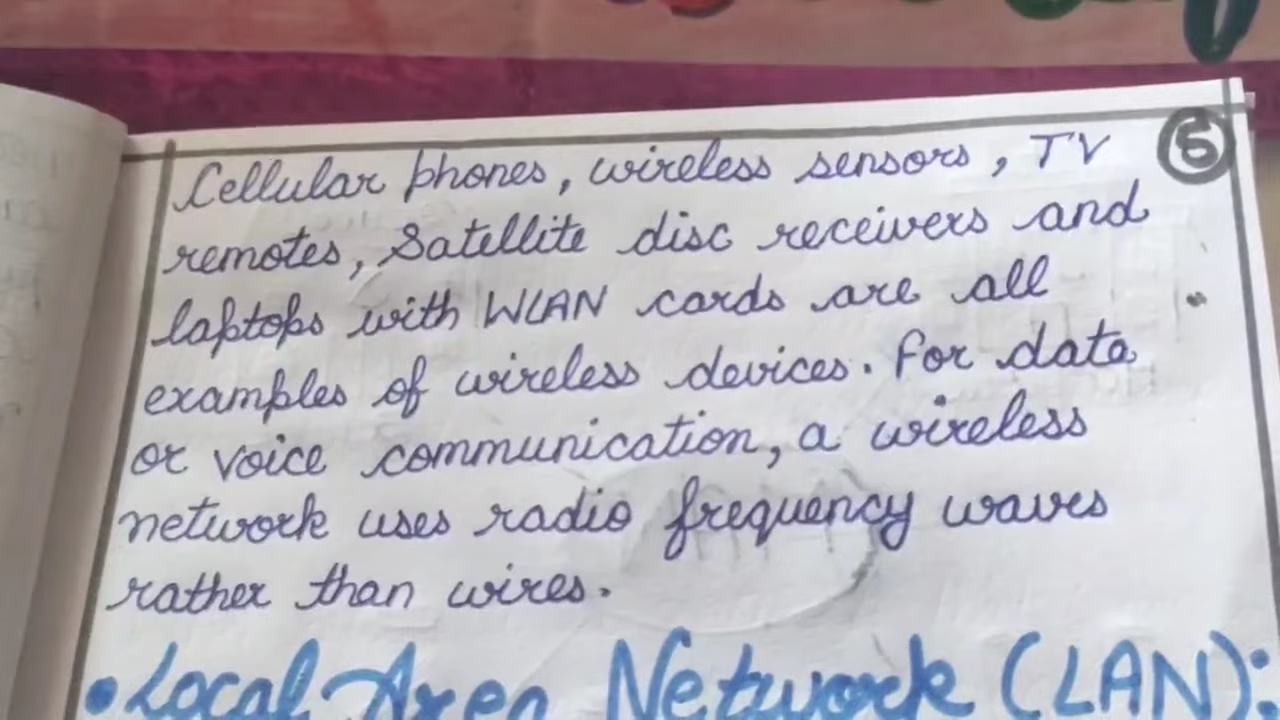 5
Cellular phones, wireless sensors, TV
remotes, Satellite disc receivers and
laptops with WLAN cards are all
examples of wireless devices. For data
or voice communication, a wireless
network uses radio frequency waves
rather than wires.
• Local Area Network (LAN):